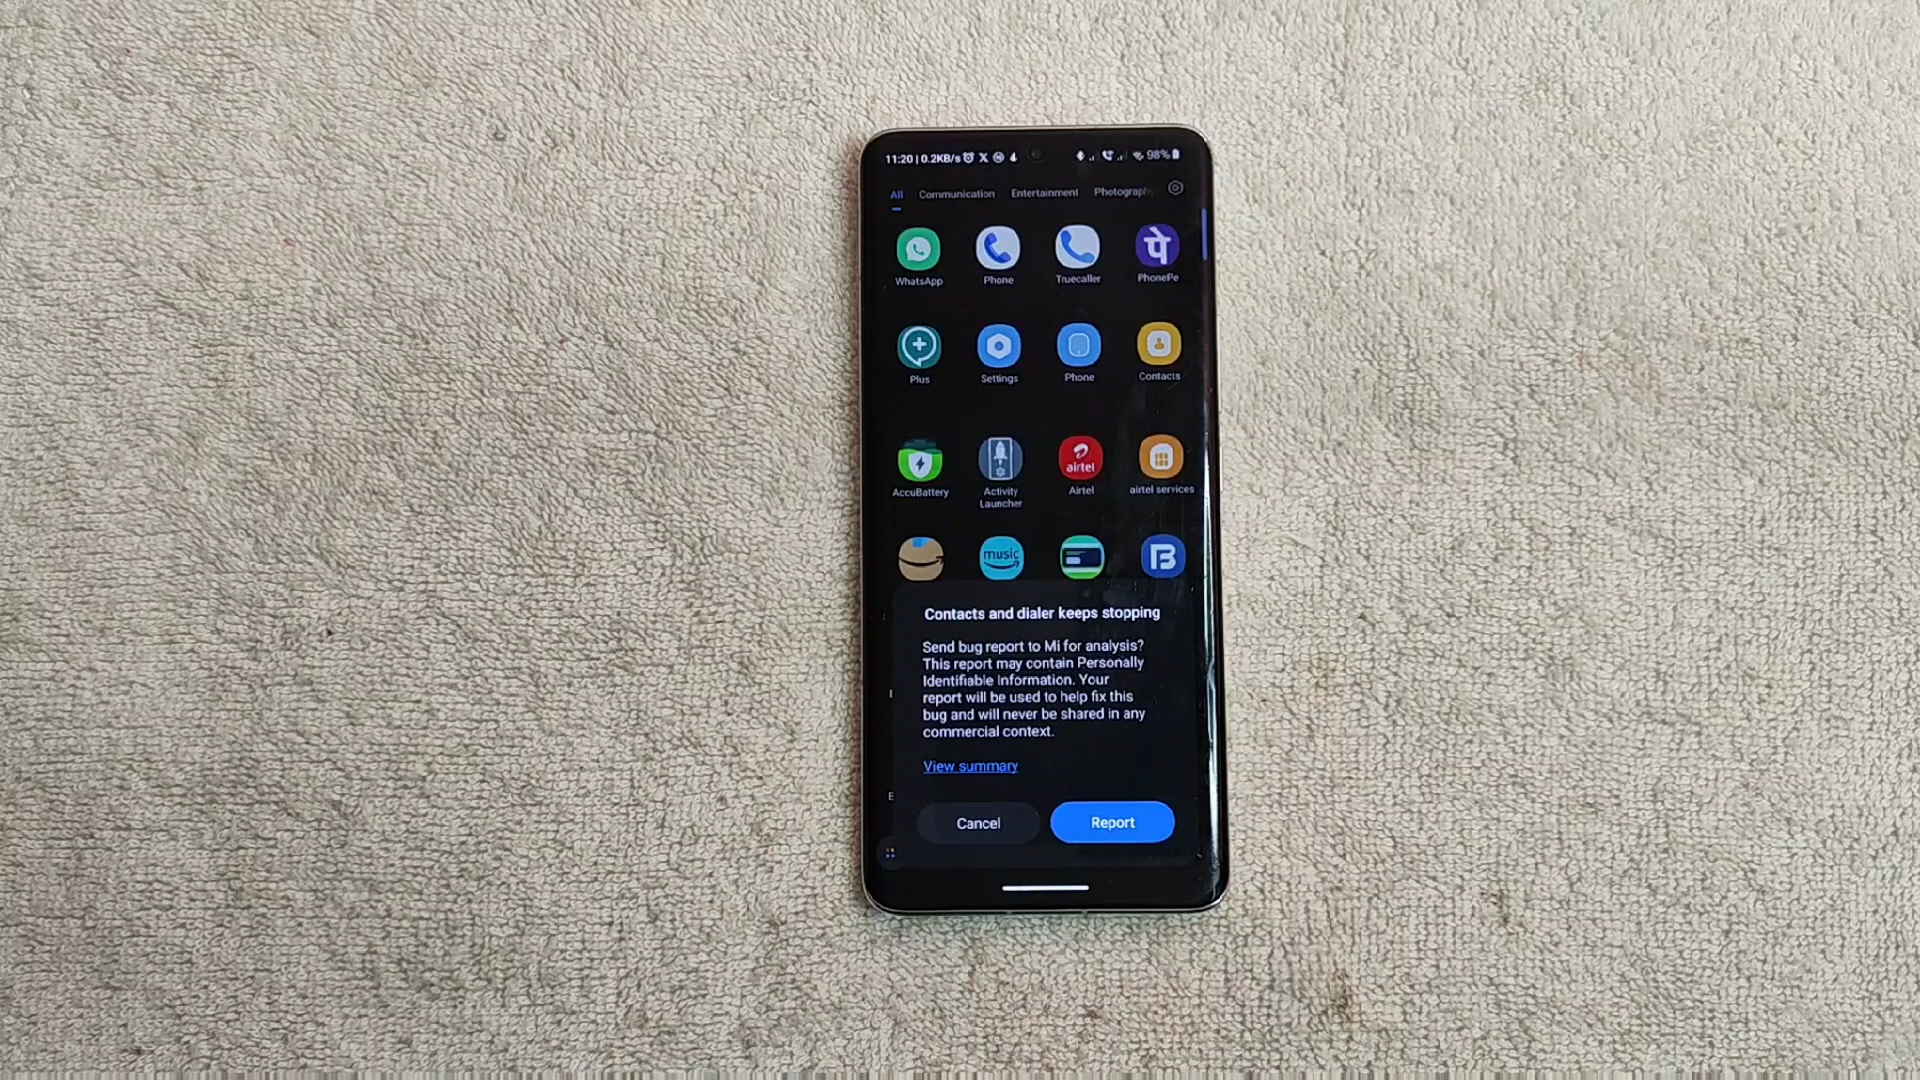 11:20 | 0.2KB/s 98%
All Communication Entertainment Photography
WhatsApp Phone Truecaller PhonePe
Plus Settings Phone Contacts
airtel
AccuBattery Activity Launcher Airtel airtel services
music
Contacts and dialer keeps stopping
Send bug report to Mi for analysis?
This report may contain Personally
Identifiable Information. Your
report will be used to help fix this
bug and will never be shared in any
commercial context.
View summary
Cancel Report